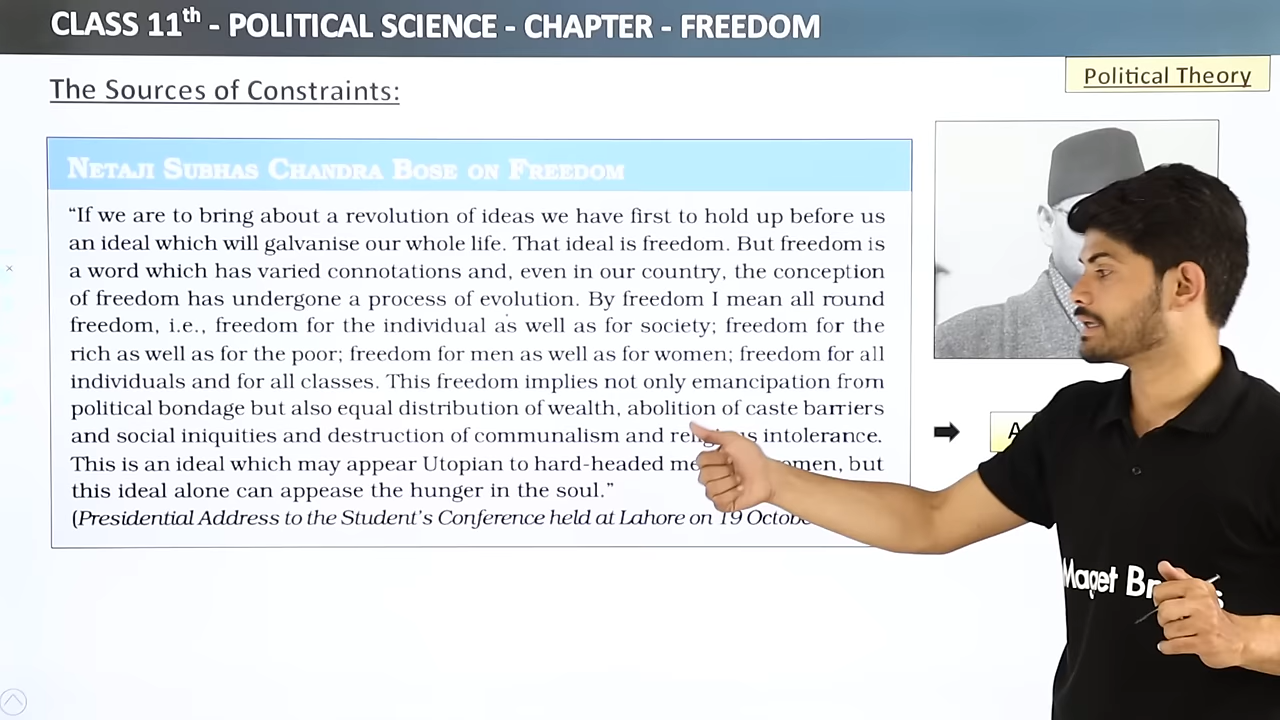 CLASS 11th - POLITICAL SCIENCE - CHAPTER - FREEDOM
Political Theory
The Sources of Constraints:
NETAJI SUBHAS CHANDRA BOSE ON FREEDOM
“If we are to bring about a revolution of ideas we have first to hold up before us
an ideal which will galvanise our whole life. That ideal is freedom. But freedom is
a word which has varied connotations and, even in our country, the conception
of freedom has undergone a process of evolution. By freedom I mean all round
freedom, i.e., freedom for the individual as well as for society; freedom for the
rich as well as for the poor; freedom for men as well as for women; freedom for all
individuals and for all classes. This freedom implies not only emancipation from
political bondage but also equal distribution of wealth, abolition of caste barriers
and social iniquities and destruction of communalism and intolerance.
This is an ideal which may appear Utopian to hard-headed but
this ideal alone can appease the hunger in the soul.”
(Presidential Address to the Student’s Conference held at Lahore on 19
A